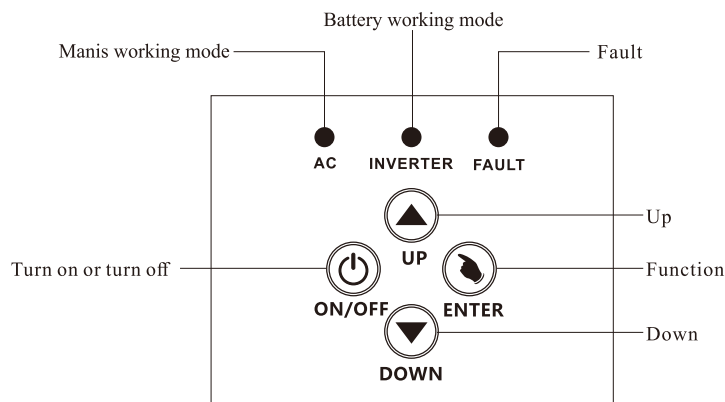 Battery working mode
Manis working mode
Fault
AC
INVERTER
FAULT
Up
UP
Turn on or turn off
Function
ON/OFF
ENTER
Down
DOWN